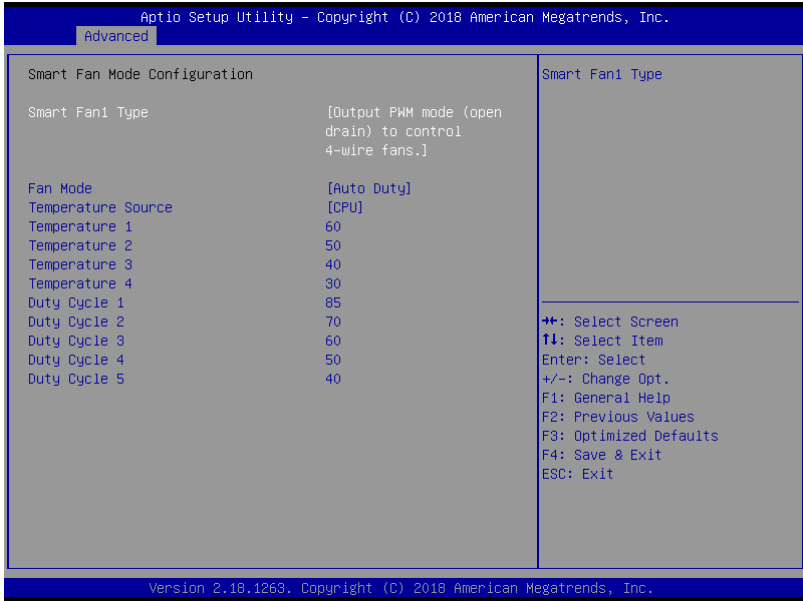 Aptio Setup Utility – Copyright (C) 2018 American Megatrends, Inc.
Advanced
Smart Fan Mode Configuration
Smart Fan1 Type [Output PWM mode (open
drain) to control
4-wire fans.]
Fan Mode [Auto Duty]
Temperature Source [CPU]
Temperature 1 60
Temperature 2 50
Temperature 3 40
Temperature 4 30
Duty Cycle 1 85
Duty Cycle 2 70
Duty Cycle 3 60
Duty Cycle 4 50
Duty Cycle 5 40
Smart Fan1 Type
→←: Select Screen
↑↓: Select Item
Enter: Select
+/-: Change Opt.
F1: General Help
F2: Previous Values
F3: Optimized Defaults
F4: Save & Exit
ESC: Exit
Version 2.18.1263. Copyright (C) 2018 American Megatrends, Inc.